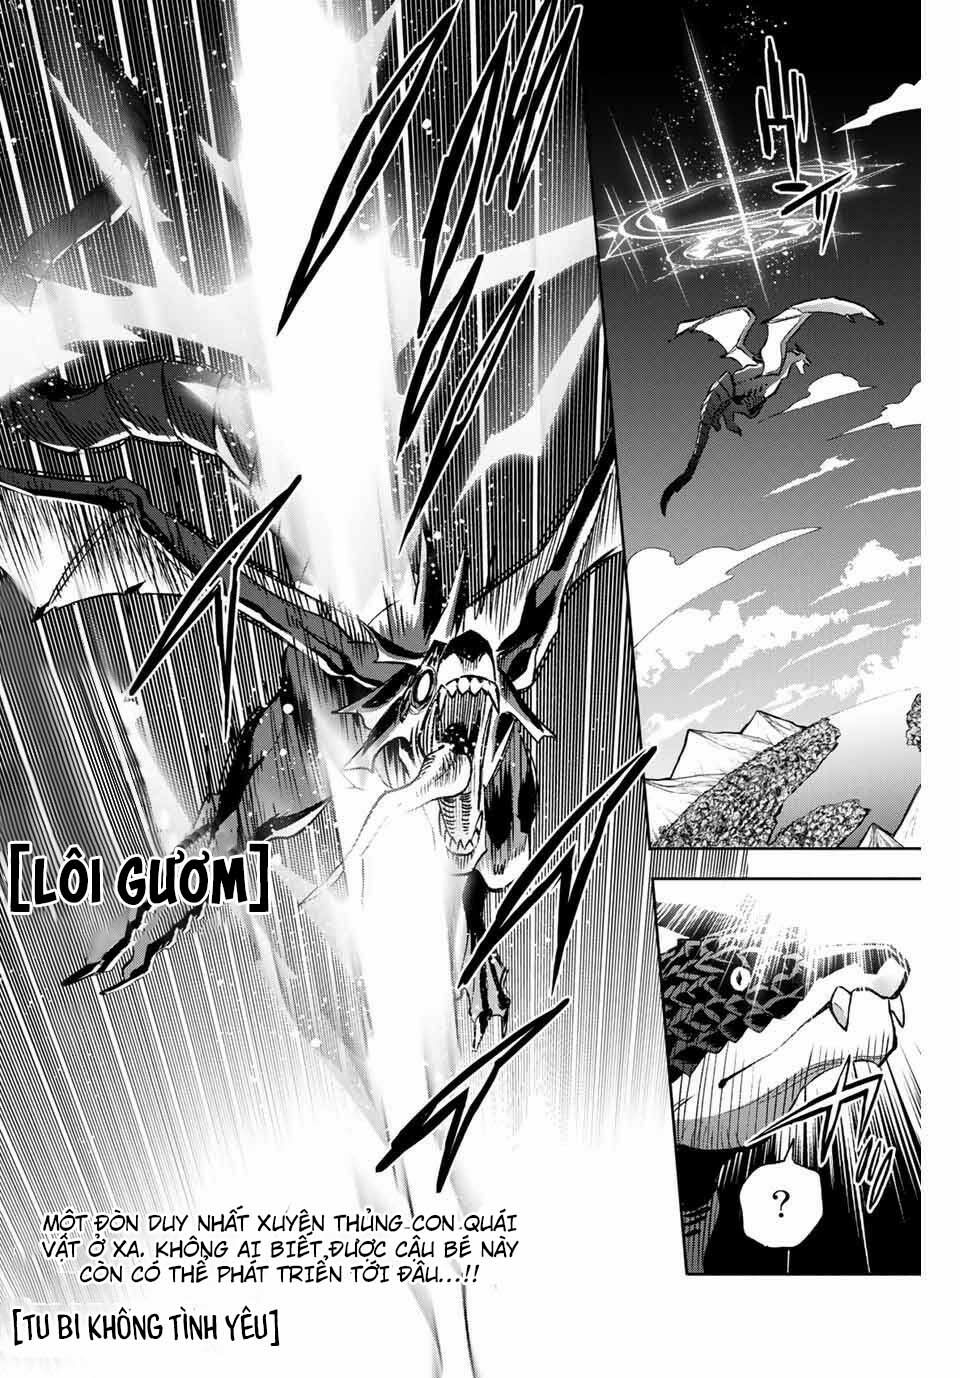 ?
[LÔI GƯƠM]
MỘT ĐÒN DUY NHẤT XUYÊN THỦNG CON QUÁI
VẬT Ở XA. KHÔNG AI BIẾT ĐƯỢC CẬU BÉ NÀY
CÒN CÓ THỂ PHÁT TRIỂN TỚI ĐÂU...!!
[TU BI KHÔNG TÌNH YÊU]